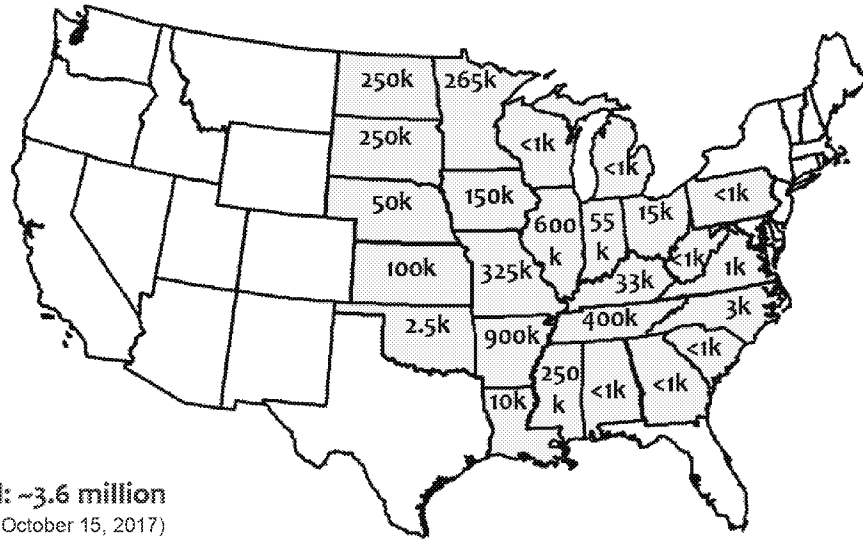 250k
265k
250k
<1k
<1k
50k
150k
600
k
55
k
15k
<1k
100k
325k
33k
<1k
1k
2.5k
900k
400k
3k
<1k
10k
250
k
<1k
<1k
l: ~3.6 million
October 15, 2017)